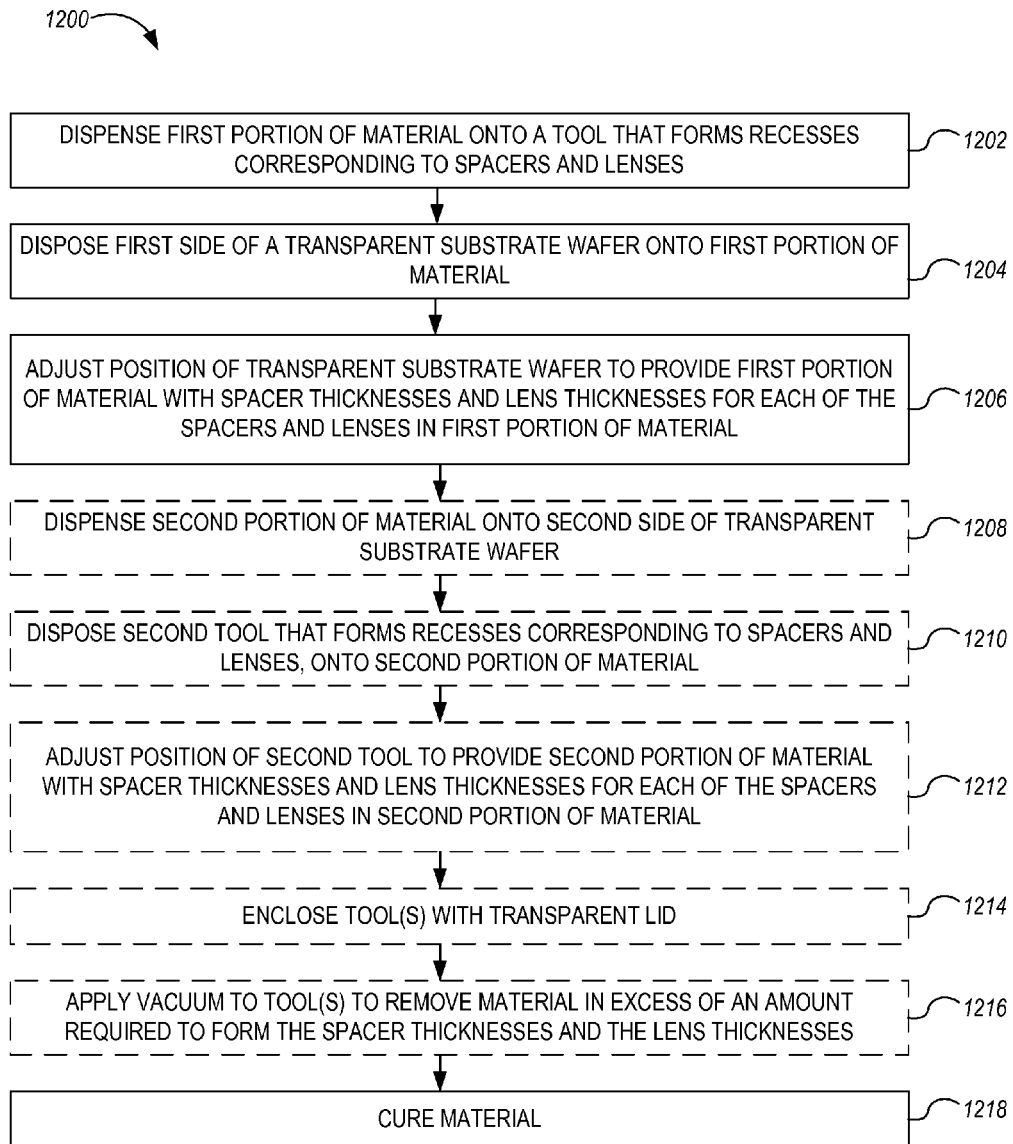 1200
DISPENSE FIRST PORTION OF MATERIAL ONTO A TOOL THAT FORMS RECESSES
CORRESPONDING TO SPACERS AND LENSES
1202
DISPOSE FIRST SIDE OF A TRANSPARENT SUBSTRATE WAFER ONTO FIRST PORTION OF
MATERIAL
1204
ADJUST POSITION OF TRANSPARENT SUBSTRATE WAFER TO PROVIDE FIRST PORTION
OF MATERIAL WITH SPACER THICKNESSES AND LENS THICKNESSES FOR EACH OF THE
SPACERS AND LENSES IN FIRST PORTION OF MATERIAL
1206
DISPENSE SECOND PORTION OF MATERIAL ONTO SECOND SIDE OF TRANSPARENT
SUBSTRATE WAFER
1208
DISPOSE SECOND TOOL THAT FORMS RECESSES CORRESPONDING TO SPACERS AND
LENSES, ONTO SECOND PORTION OF MATERIAL
1210
ADJUST POSITION OF SECOND TOOL TO PROVIDE SECOND PORTION OF MATERIAL
WITH SPACER THICKNESSES AND LENS THICKNESSES FOR EACH OF THE SPACERS
AND LENSES IN SECOND PORTION OF MATERIAL
1212
ENCLOSE TOOL(S) WITH TRANSPARENT LID
1214
APPLY VACUUM TO TOOL(S) TO REMOVE MATERIAL IN EXCESS OF AN AMOUNT
REQUIRED TO FORM THE SPACER THICKNESSES AND THE LENS THICKNESSES
1216
CURE MATERIAL
1218